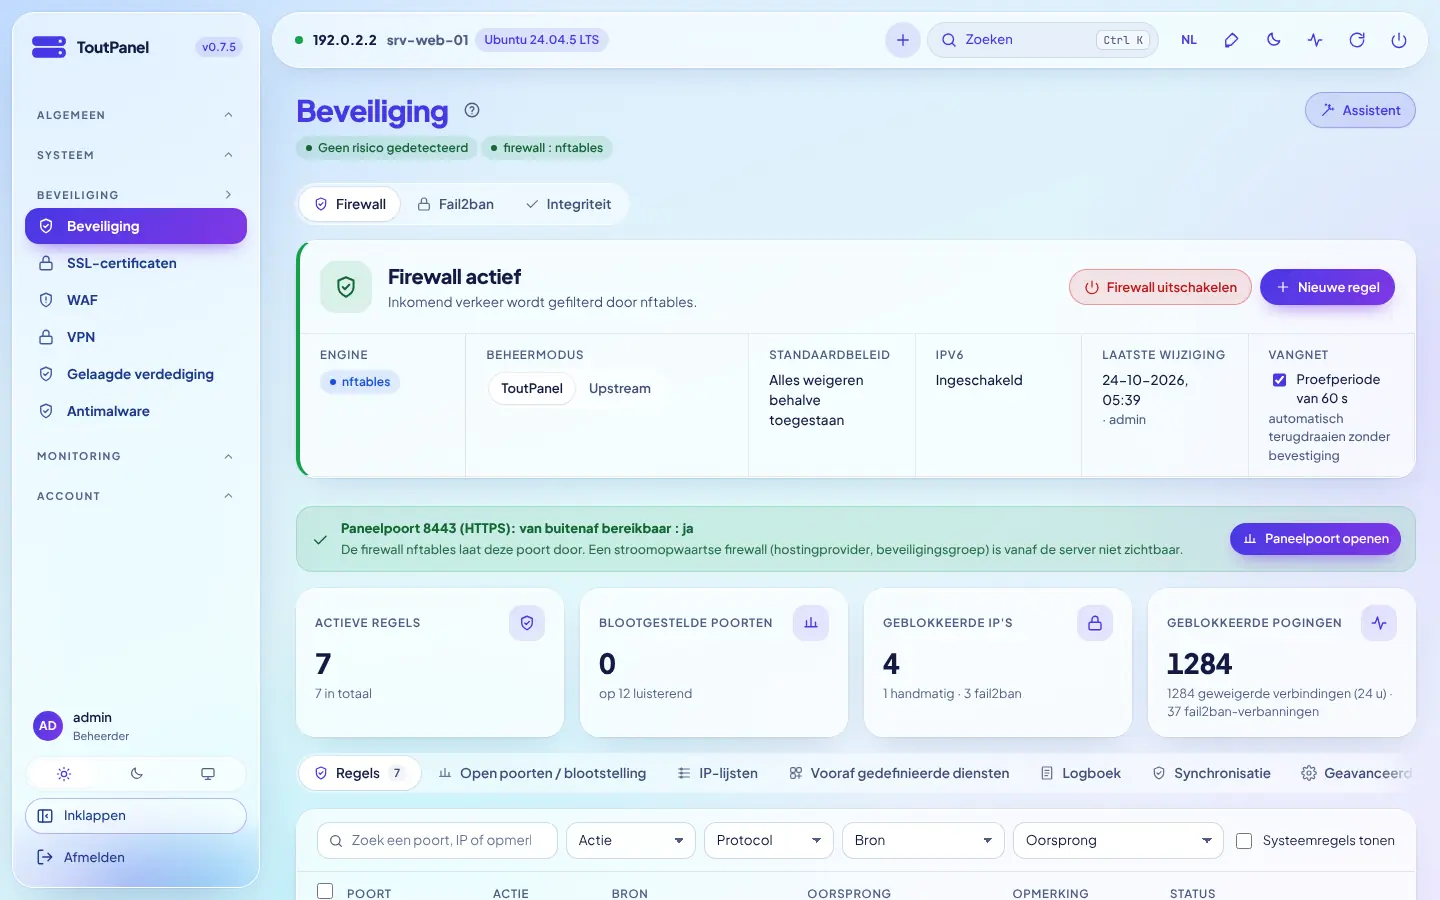 ToutPanel
v0.7.5
ALGEMEEN
SYSTEEM
BEVEILIGING
Beveiliging
SSL-certificaten
WAF
VPN
Gelaagde verdediging
Antimalware
MONITORING
ACCOUNT
AD
admin
Beheerder
Inklappen
Afmelden
192.0.2.2 srv-web-01 Ubuntu 24.04.5 LTS
Zoeken Ctrl K
NL
Beveiliging
Assistent
Geen risico gedetecteerd
firewall : nftables
Firewall
Fail2ban
Integriteit
Firewall actief
Inkomend verkeer wordt gefilterd door nftables.
Firewall uitschakelen
Nieuwe regel
ENGINE
nftables
BEHEERMODUS
ToutPanel Upstream
STANDAARDBELEID
Alles weigeren
behalve
toegestaan
IPV6
Ingeschakeld
LAATSTE WIJZIGING
24-10-2026,
05:39
· admin
VANGNET
Proefperiode
van 60 s
automatisch
terugdraaien zonder
bevestiging
Paneelpoort 8443 (HTTPS): van buitenaf bereikbaar : ja
De firewall nftables laat deze poort door. Een stroomopwaartse firewall (hostingprovider, beveiligingsgroep) is vanaf de server niet zichtbaar.
Paneelpoort openen
ACTIEVE REGELS
7
7 in totaal
BLOOTGESTELDE POORTEN
0
op 12 luisterend
GEBLOKKEERDE IP'S
4
1 handmatig · 3 fail2ban
GEBLOKKEERDE POGINGEN
1284
1284 geweigerde verbindingen (24 u) ·
37 fail2ban-verbanningen
Regels 7
Open poorten / blootstelling
IP-lijsten
Vooraf gedefinieerde diensten
Logboek
Synchronisatie
Geavanceerd
Zoek een poort, IP of opmerl
Actie
Protocol
Bron
Oorsprong
Systeemregels tonen
POORT ACTIE BRON OORSPRONG OPMERKING STATUS